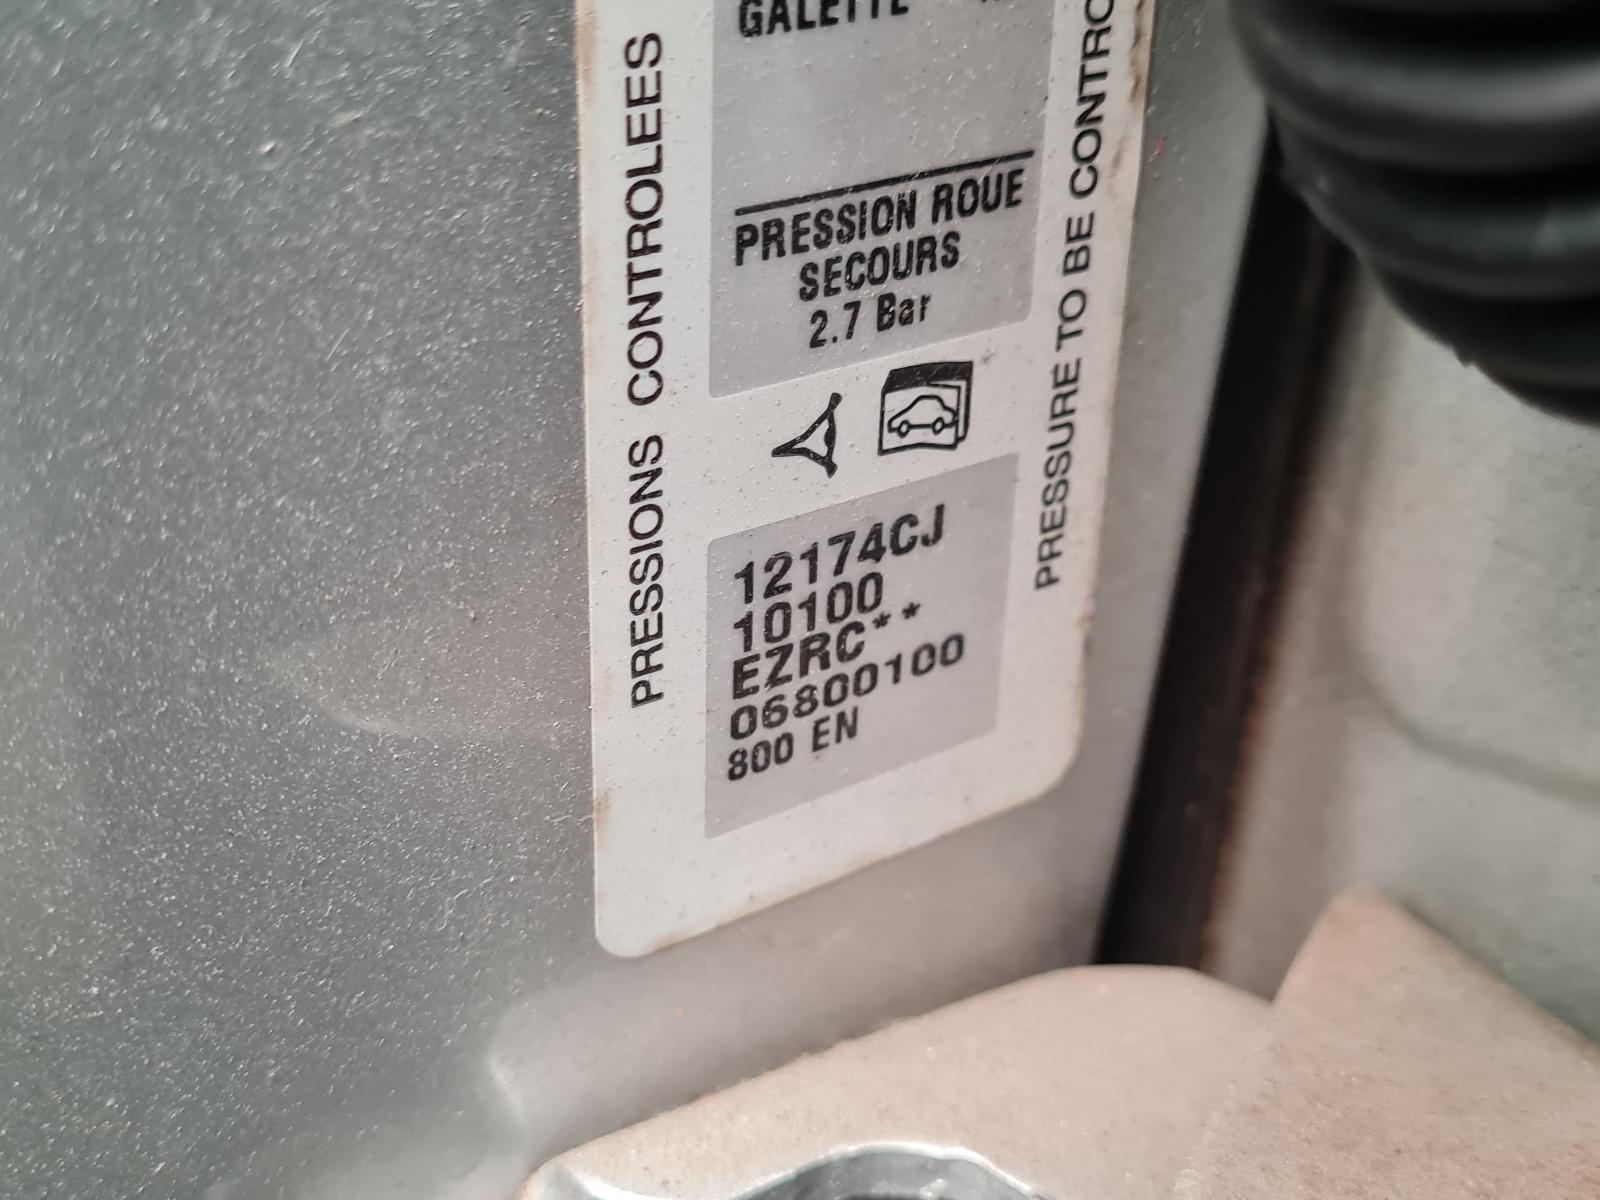 GALETTE
PRESSION ROUE
SECOURS
2.7 Bar
12174CJ
10100
EZRC**
06800100
800 EN
PRESSIONS CONTROLEES
PRESSURE TO BE CONTRO